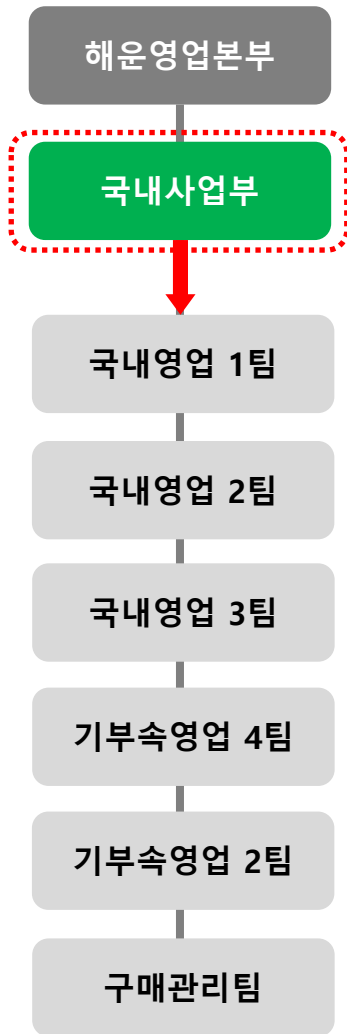 해운영업본부
국내사업부
국내영업 1팀
국내영업 2팀
국내영업 3팀
기부속영업 4팀
기부속영업 2팀
구매관리팀